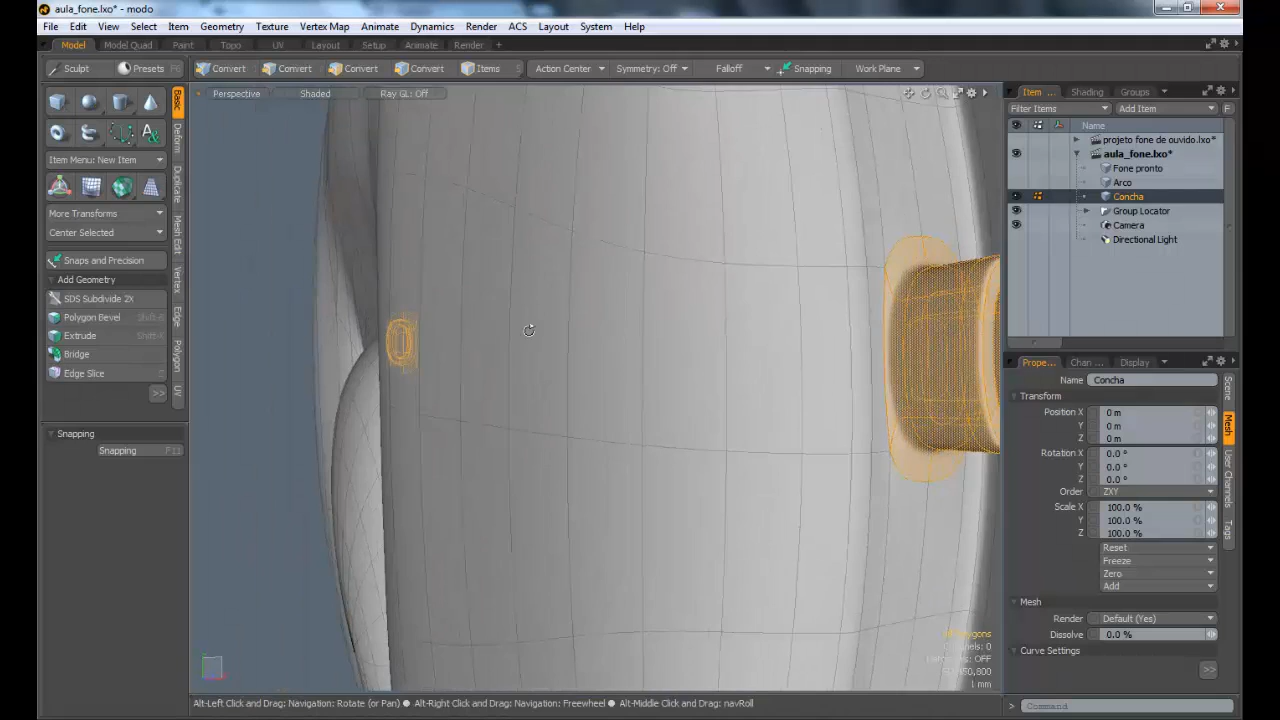 aula_fone.lxo* - modo
File Edit View Select Item Geometry Texture Vertex Map Animate Dynamics Render ACS Layout System Help
Model Model Quad Paint Topo UV Layout Setup Animate Render +
Sculpt Presets F6 Convert Convert Convert Convert Items Action Center Symmetry: Off Falloff Snapping Work Plane
Perspective Shaded Ray GL: Off
Item ... Shading Groups
Filter Items Add Item F
Name
projeto fone de ouvido.lxo*
aula_fone.lxo*
Fone pronto
Arco
Concha
Group Locator
Camera
Directional Light
Basic
Deform
Duplicate
Mesh Edit
Vertex
Edge
Polygon
UV
Item Menu: New Item
More Transforms
Center Selected
Snaps and Precision
Add Geometry
SDS Subdivide 2X
Polygon Bevel Shift-B
Extrude Shift-X
Bridge
Edge Slice
>>
Snapping
Snapping F11
Prope... Chan ... Display
Name Concha
Transform
Position X 0 m
Y 0 m
Z 0 m
Rotation X 0.0 °
Y 0.0 °
Z 0.0 °
Order ZXY
Scale X 100.0 %
Y 100.0 %
Z 100.0 %
Reset
Freeze
Zero
Add
Mesh
Render Default (Yes)
Dissolve 0.0 %
Curve Settings
>>
Scene
Mesh
User Channels
Tags
1 mm
Alt-Left Click and Drag: Navigation: Rotate (or Pan) ● Alt-Right Click and Drag: Navigation: Freewheel ● Alt-Middle Click and Drag: navRoll
> Command